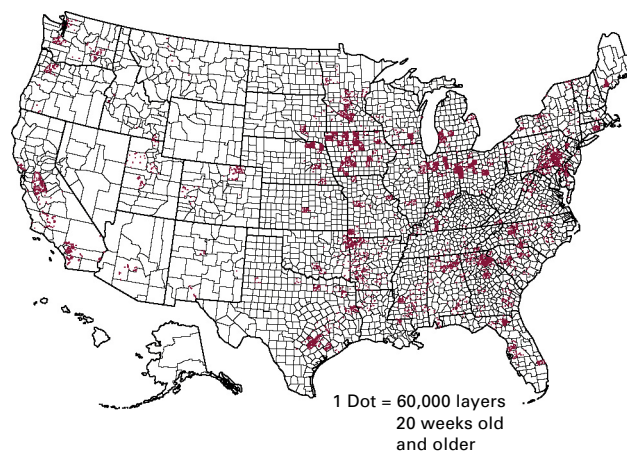 1 Dot = 60,000 layers
20 weeks old
and older